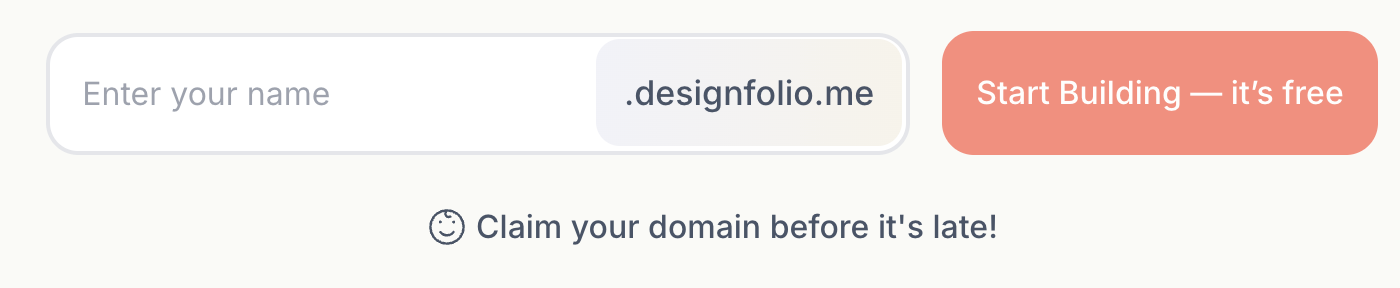 Enter your name .designfolio.me Start Building — it’s free
Claim your domain before it's late!